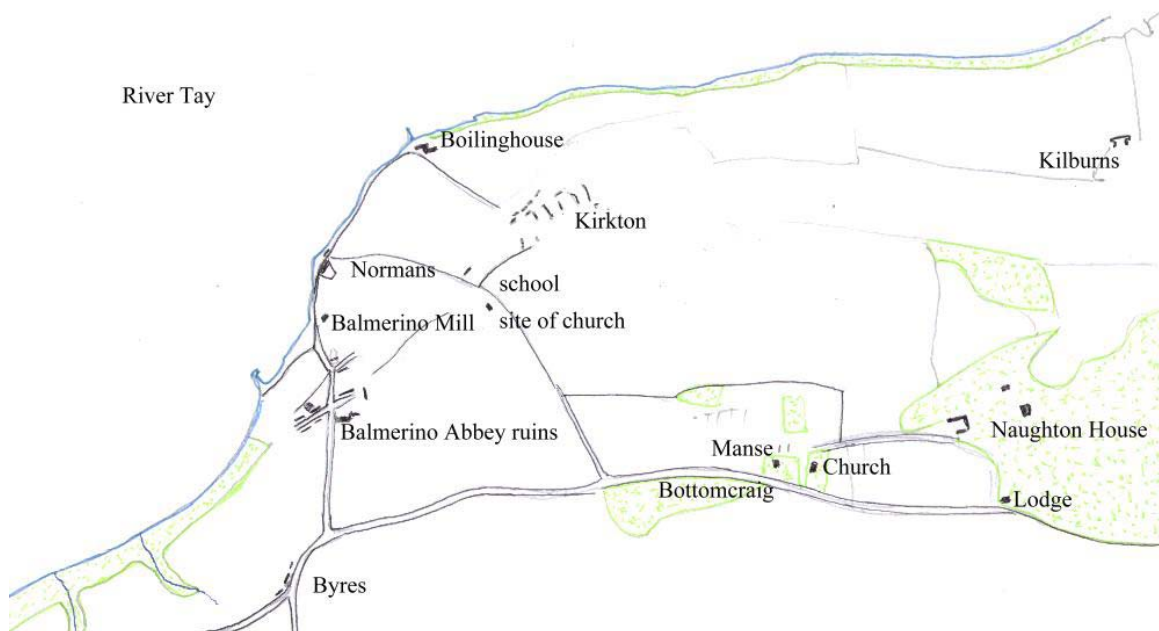 River Tay
Boilinghouse
Kilburns
Kirkton
Normans
school
Balmerino Mill
site of church
Balmerino Abbey ruins
Naughton House
Manse
Church
Bottomcraig
Lodge
Byres